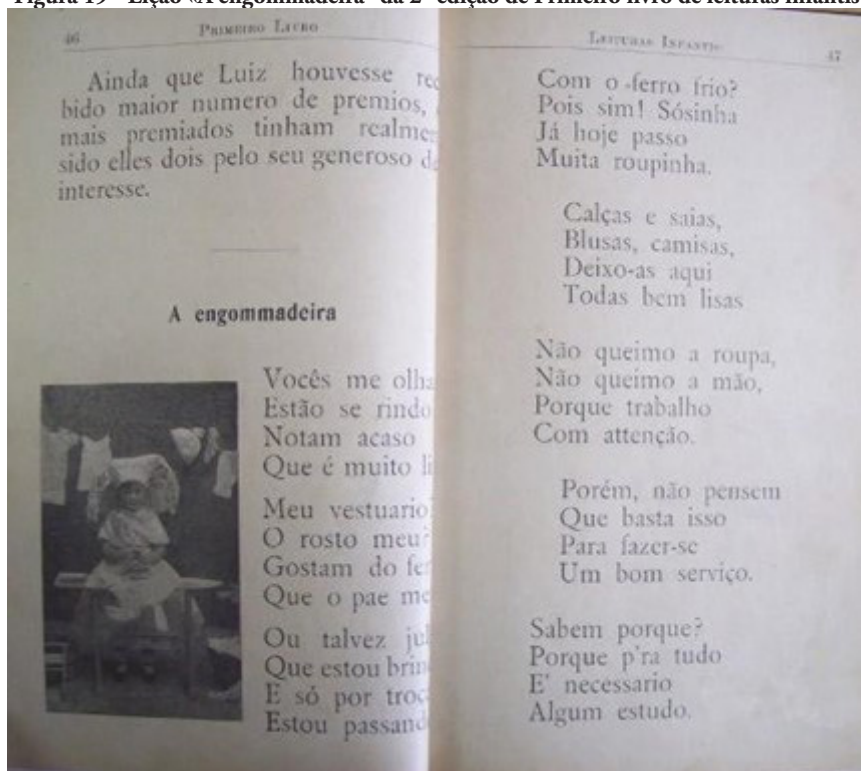 Figura 19 - Lição «A engommadeira" da 2ª edição de Primeiro livro de leituras infantis
46 PRIMEIRO LIVRO
Ainda que Luiz houvesse rec
bido maior numero de premios,
mais premiados tinham realme
sido elles dois pelo seu generoso d
interesse.
A engommadeira
Vocês me olha
Estão se rindo
Notam acaso
Que é muito li
Meu vestuario
O rosto meu?
Gostam do fer
Que o pae me
Ou talvez jul
Que estou brin
E só por troç
Estou passand
LEITURAS INFANTIS 47
Com o ferro frio?
Pois sim! Sósinha
Já hoje passo
Muita roupinha.
Calças e saias,
Blusas, camisas,
Deixo-as aqui
Todas bem lisas
Não queimo a roupa,
Não queimo a mão,
Porque trabalho
Com attenção.
Porém, não pensem
Que basta isso
Para fazer-se
Um bom serviço.
Sabem porque?
Porque p'ra tudo
E' necessario
Algum estudo.